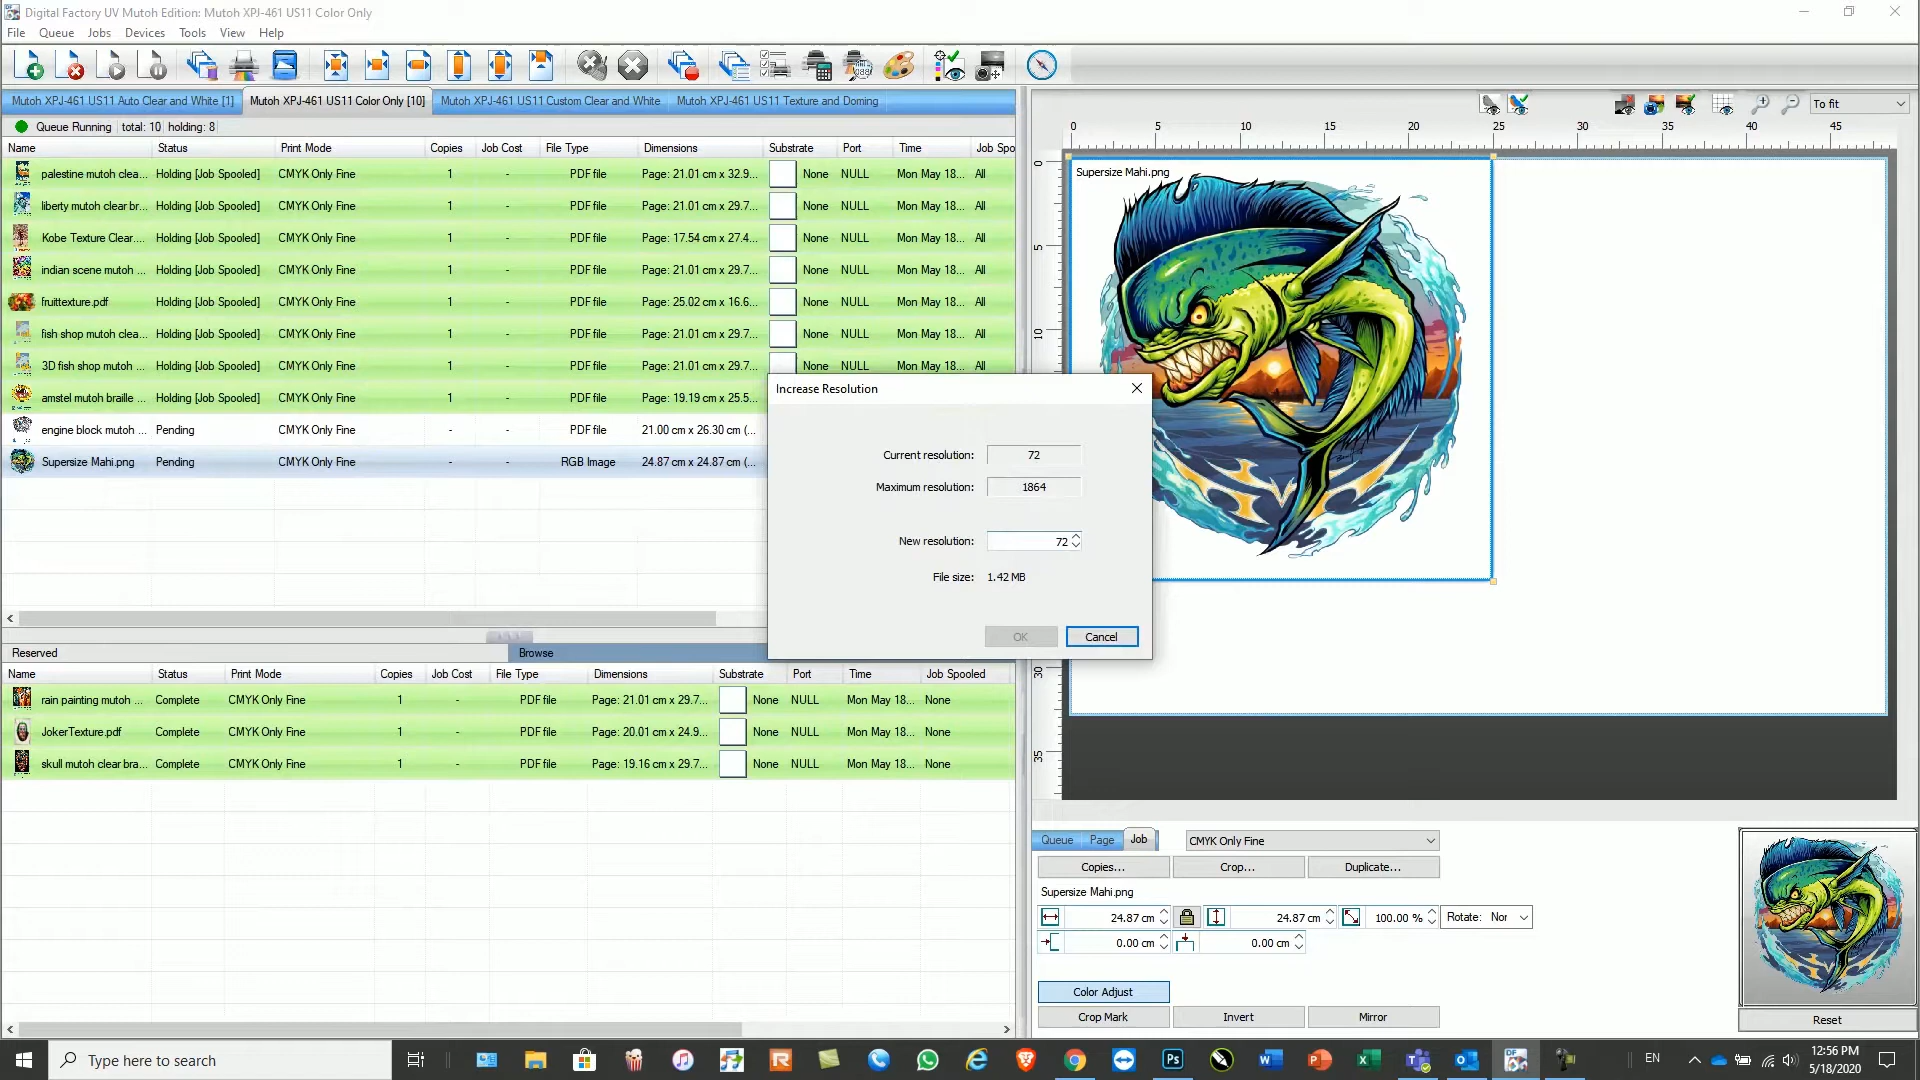 Digital Factory UV Mutoh Edition: Mutoh XPJ-461 US11 Color Only
File Queue Jobs Devices Tools View Help
Mutoh XPJ-461 US11 Auto Clear and White [1] Mutoh XPJ-461 US11 Color Only [10] Mutoh XPJ-461 US11 Custom Clear and White Mutoh XPJ-461 US11 Texture and Doming
To fit
Queue Running total: 10 holding: 8
0 5 10 15 20 25 30 35 40 45
Name Status Print Mode Copies Job Cost File Type Dimensions Substrate Port Time Job Spo
palestine mutoh clea... Holding [Job Spooled] CMYK Only Fine 1 - PDF file Page: 21.01 cm x 32.9... None NULL Mon May 18... All
liberty mutoh clear br... Holding [Job Spooled] CMYK Only Fine 1 - PDF file Page: 21.01 cm x 29.7... None NULL Mon May 18... All
Kobe Texture Clear.... Holding [Job Spooled] CMYK Only Fine 1 - PDF file Page: 17.54 cm x 27.4... None NULL Mon May 18... All
indian scene mutoh ... Holding [Job Spooled] CMYK Only Fine 1 - PDF file Page: 21.01 cm x 29.7... None NULL Mon May 18... All
fruittexture.pdf Holding [Job Spooled] CMYK Only Fine 1 - PDF file Page: 25.02 cm x 16.6... None NULL Mon May 18... All
fish shop mutoh clea... Holding [Job Spooled] CMYK Only Fine 1 - PDF file Page: 21.01 cm x 29.7... None NULL Mon May 18... All
3D fish shop mutoh ... Holding [Job Spooled] CMYK Only Fine 1 - PDF file Page: 21.01 cm x 29.7... None NULL Mon May 18... All
amstel mutoh braille ... Holding [Job Spooled] CMYK Only Fine 1 - PDF file Page: 19.19 cm x 25.5...
engine block mutoh ... Pending CMYK Only Fine - - PDF file 21.00 cm x 26.30 cm (...
Supersize Mahi.png Pending CMYK Only Fine - - RGB Image 24.87 cm x 24.87 cm (...
Supersize Mahi.png
0
5
10
30
35
Increase Resolution
Current resolution: 72
Maximum resolution: 1864
New resolution: 72
File size: 1.42 MB
OK Cancel
Reserved Browse
Name Status Print Mode Copies Job Cost File Type Dimensions Substrate Port Time Job Spooled
rain painting mutoh ... Complete CMYK Only Fine 1 - PDF file Page: 21.01 cm x 29.7... None NULL Mon May 18... None
JokerTexture.pdf Complete CMYK Only Fine 1 - PDF file Page: 20.01 cm x 24.9... None NULL Mon May 18... None
skull mutoh clear bra... Complete CMYK Only Fine 1 - PDF file Page: 19.16 cm x 29.7... None NULL Mon May 18... None
Queue Page Job CMYK Only Fine
Copies... Crop... Duplicate...
Supersize Mahi.png
24.87 cm 24.87 cm 100.00 % Rotate: Nor
0.00 cm 0.00 cm
Color Adjust
Crop Mark Invert Mirror
Reset
Type here to search
EN
12:56 PM
5/18/2020